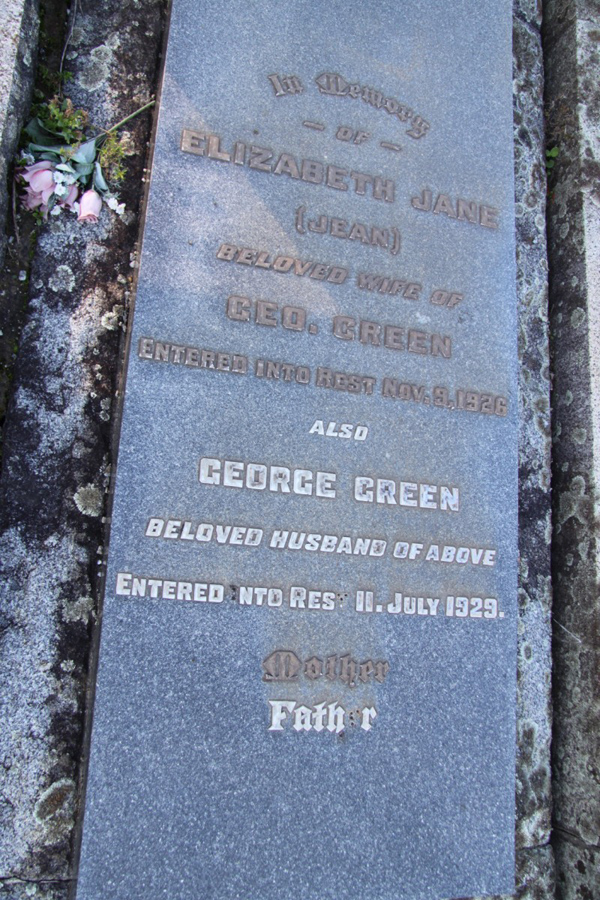 In Memory
— OF —
ELIZABETH JANE
(JEAN)
BELOVED WIFE OF
GEO. GREEN
ENTERED INTO REST NOV. 9, 1926
ALSO
GEORGE GREEN
BELOVED HUSBAND OF ABOVE
ENTERED INTO REST 11. JULY 1929.
Mother
Father